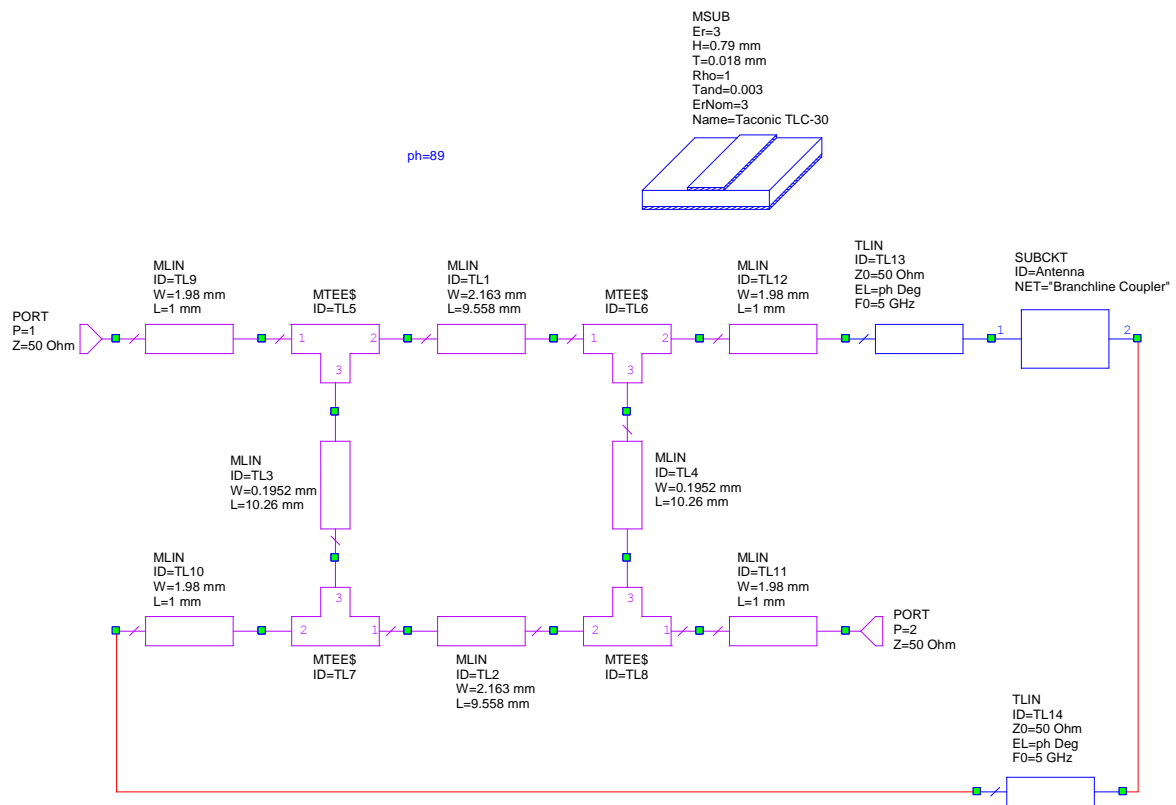 MSUB
Er=3
H=0.79 mm
T=0.018 mm
Rho=1
Tand=0.003
ErNom=3
Name=Taconic TLC-30
ph=89
PORT
P=1
Z=50 Ohm
MLIN
ID=TL9
W=1.98 mm
L=1 mm
MTEE$
ID=TL5
1
2
3
MLIN
ID=TL1
W=2.163 mm
L=9.558 mm
MTEE$
ID=TL6
1
2
3
MLIN
ID=TL12
W=1.98 mm
L=1 mm
TLIN
ID=TL13
Z0=50 Ohm
EL=ph Deg
F0=5 GHz
SUBCKT
ID=Antenna
NET="Branchline Coupler"
1
2
MLIN
ID=TL3
W=0.1952 mm
L=10.26 mm
MLIN
ID=TL4
W=0.1952 mm
L=10.26 mm
MLIN
ID=TL10
W=1.98 mm
L=1 mm
3
2
1
MTEE$
ID=TL7
MLIN
ID=TL2
W=2.163 mm
L=9.558 mm
3
2
1
MTEE$
ID=TL8
MLIN
ID=TL11
W=1.98 mm
L=1 mm
PORT
P=2
Z=50 Ohm
TLIN
ID=TL14
Z0=50 Ohm
EL=ph Deg
F0=5 GHz